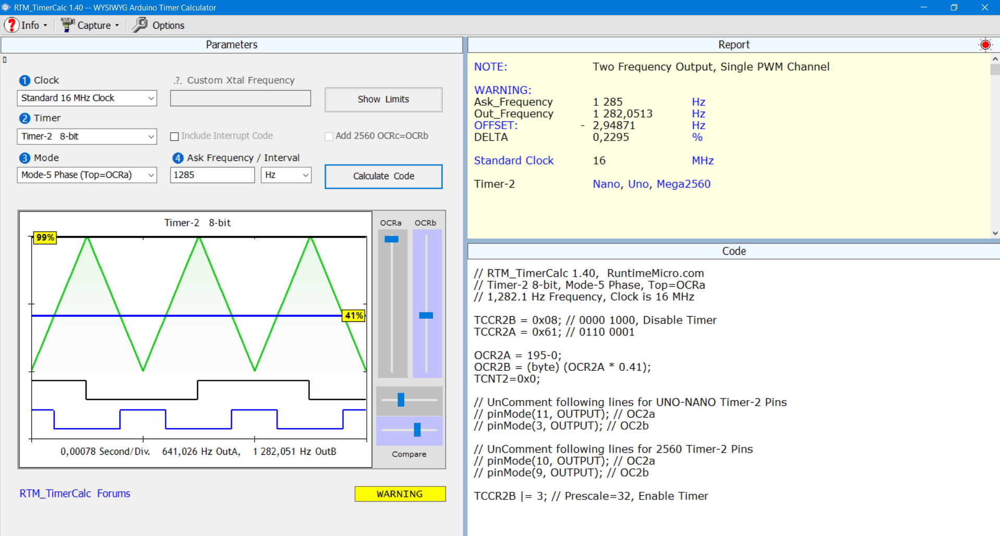 RTM_TimerCalc 1.40 -- WYSIWYG Arduino Timer Calculator
Info Capture Options
Parameters
1 Clock
.?. Custom Xtal Frequency
Standard 16 MHz Clock
Show Limits
2 Timer
Timer-2 8-bit
Include Interrupt Code
Add 2560 OCRc=OCRb
3 Mode
4 Ask Frequency / Interval
Mode-5 Phase (Top=OCRa)
1285
Hz
Calculate Code
Timer-2 8-bit
OCRa OCRb
99%
41%
0,00078 Second/Div. 641,026 Hz OutA, 1 282,051 Hz OutB
Compare
RTM_TimerCalc Forums
WARNING
Report
NOTE: Two Frequency Output, Single PWM Channel
WARNING:
Ask_Frequency 1 285 Hz
Out_Frequency 1 282,0513 Hz
OFFSET: - 2,94871 Hz
DELTA 0,2295 %
Standard Clock 16 MHz
Timer-2 Nano, Uno, Mega2560
Code
// RTM_TimerCalc 1.40, RuntimeMicro.com
// Timer-2 8-bit, Mode-5 Phase, Top=OCRa
// 1,282.1 Hz Frequency, Clock is 16 MHz
TCCR2B = 0x08; // 0000 1000, Disable Timer
TCCR2A = 0x61; // 0110 0001
OCR2A = 195-0;
OCR2B = (byte) (OCR2A * 0.41);
TCNT2=0x0;
// UnComment following lines for UNO-NANO Timer-2 Pins
// pinMode(11, OUTPUT); // OC2a
// pinMode(3, OUTPUT); // OC2b
// UnComment following lines for 2560 Timer-2 Pins
// pinMode(10, OUTPUT); // OC2a
// pinMode(9, OUTPUT); // OC2b
TCCR2B |= 3; // Prescale=32, Enable Timer